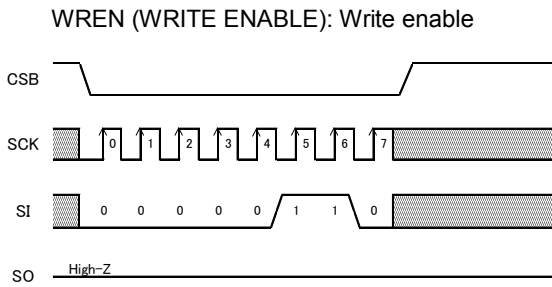 WREN (WRITE ENABLE): Write enable
CSB
SCK
0 1 2 3 4 5 6 7
SI
0 0 0 0 0 1 1 0
SO
High-Z